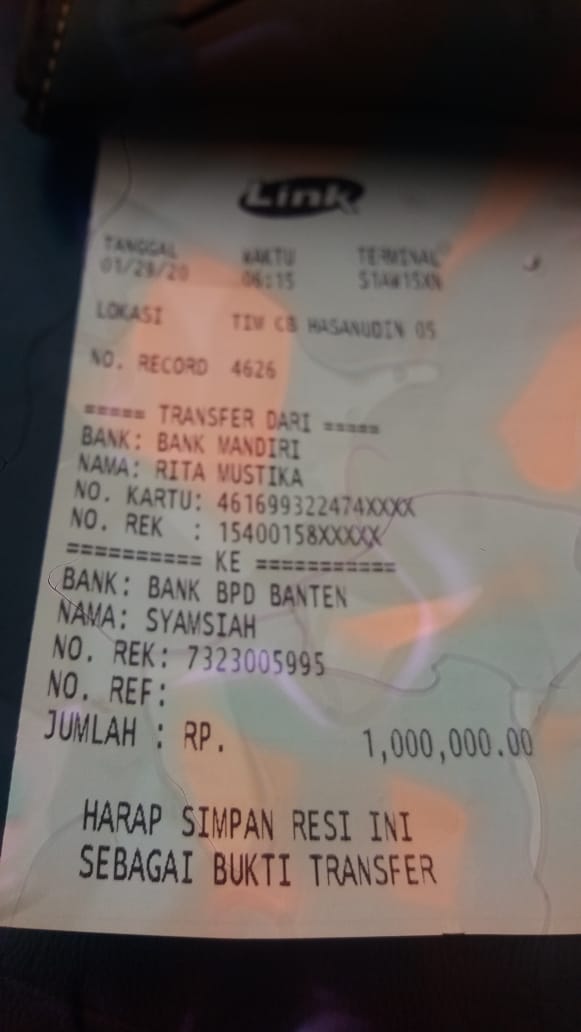 Link
TANGGAL WAKTU TERMINAL
01/29/20 06:15 S1AW15XN
LOKASI TIW CB HASANUDIN 05
NO. RECORD 4626
===== TRANSFER DARI =====
BANK: BANK MANDIRI
NAMA: RITA MUSTIKA
NO. KARTU: 461699322474XXXX
NO. REK : 15400158XXXXX
========== KE ===========
BANK: BANK BPD BANTEN
NAMA: SYAMSIAH
NO. REK: 7323005995
NO. REF:
JUMLAH : RP. 1,000,000.00
HARAP SIMPAN RESI INI
SEBAGAI BUKTI TRANSFER